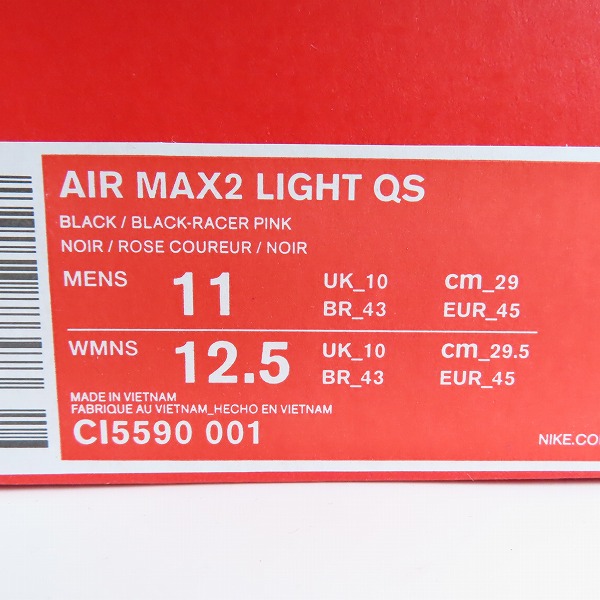 AIR MAX2 LIGHT QS
BLACK / BLACK-RACER PINK
NOIR / ROSE COUREUR / NOIR
MENS 11 UK_10 cm_29
BR_43 EUR_45
WMNS 12.5 UK_10 cm_29.5
BR_43 EUR_45
MADE IN VIETNAM
FABRIQUE AU VIETNAM_HECHO EN VIETNAM
CI5590 001
NIKE.CO